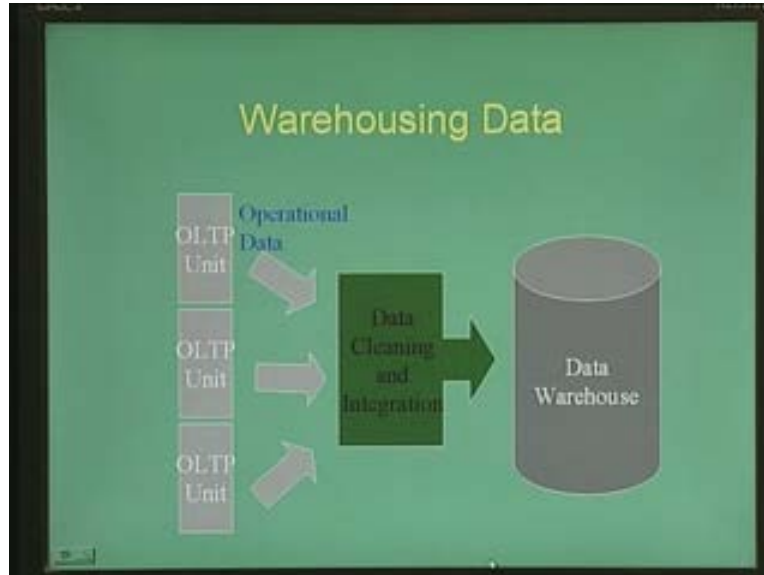 Warehousing Data
OLTP
Unit
Operational
Data
OLTP
Unit
OLTP
Unit
Data
Cleaning
and
Integration
Data
Warehouse